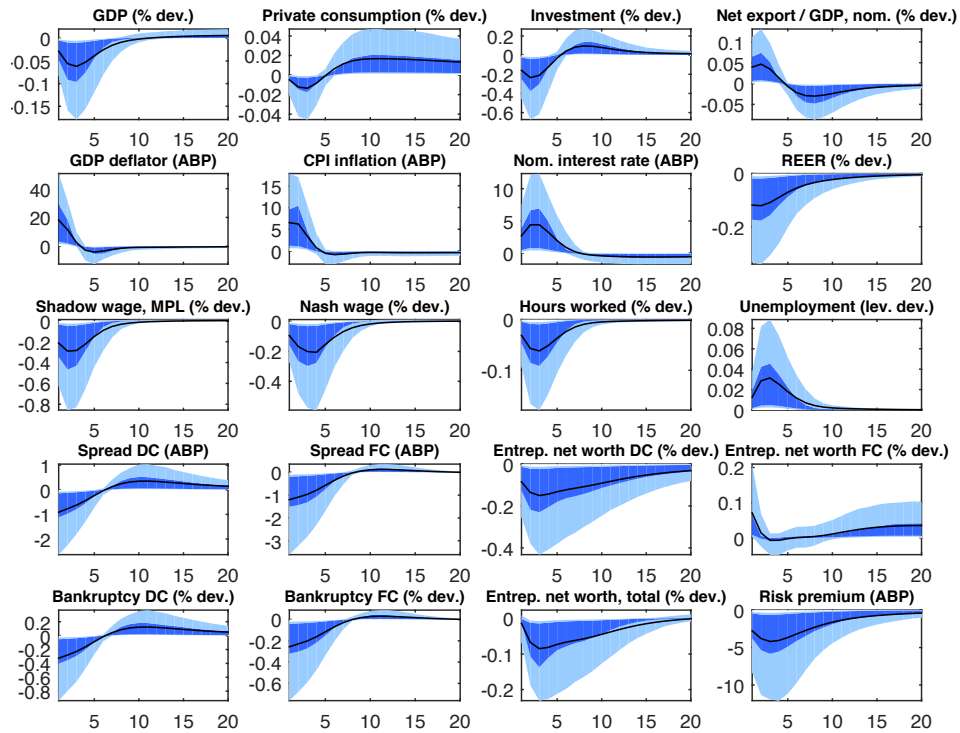 GDP (% dev.) Private consumption (% dev.) Investment (% dev.) Net export / GDP, nom. (% dev.)
0 -0.05 -0.1 -0.15 5 10 15 20
0.04 0.02 0 -0.02 -0.04 5 10 15 20
0.2 0 -0.2 -0.4 -0.6 5 10 15 20
0.1 0.05 0 -0.05 5 10 15 20
GDP deflator (ABP) CPI inflation (ABP) Nom. interest rate (ABP) REER (% dev.)
40 20 0 5 10 15 20
15 10 5 0 5 10 15 20
10 5 0 5 10 15 20
0 -0.2 5 10 15 20
Shadow wage, MPL (% dev.) Nash wage (% dev.) Hours worked (% dev.) Unemployment (lev. dev.)
0 -0.2 -0.4 -0.6 -0.8 5 10 15 20
0 -0.2 -0.4 5 10 15 20
0 -0.1 5 10 15 20
0.08 0.06 0.04 0.02 0 5 10 15 20
Spread DC (ABP) Spread FC (ABP) Entrep. net worth DC (% dev.) Entrep. net worth FC (% dev.)
1 0 -1 -2 5 10 15 20
0 -1 -2 -3 5 10 15 20
0 -0.2 -0.4 5 10 15 20
0.2 0.1 0 5 10 15 20
Bankruptcy DC (% dev.) Bankruptcy FC (% dev.) Entrep. net worth, total (% dev.) Risk premium (ABP)
0.2 0 -0.2 -0.4 -0.6 -0.8 5 10 15 20
0 -0.2 -0.4 -0.6 5 10 15 20
0 -0.1 -0.2 5 10 15 20
0 -5 -10 5 10 15 20